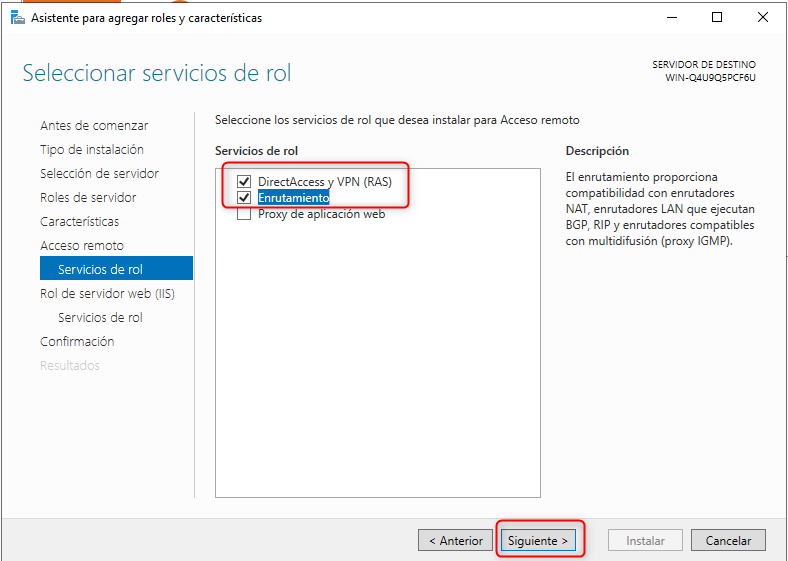 Asistente para agregar roles y características
Seleccionar servicios de rol
SERVIDOR DE DESTINO
WIN-Q4U9Q5PCF6U
Antes de comenzar
Tipo de instalación
Selección de servidor
Roles de servidor
Características
Acceso remoto
Servicios de rol
Rol de servidor web (IIS)
Servicios de rol
Confirmación
Resultados
Seleccione los servicios de rol que desea instalar para Acceso remoto
Servicios de rol
DirectAccess y VPN (RAS)
Enrutamiento
Proxy de aplicación web
Descripción
El enrutamiento proporciona
compatibilidad con enrutadores
NAT, enrutadores LAN que ejecutan
BGP, RIP y enrutadores compatibles
con multidifusión (proxy IGMP).
< Anterior
Siguiente >
Instalar
Cancelar